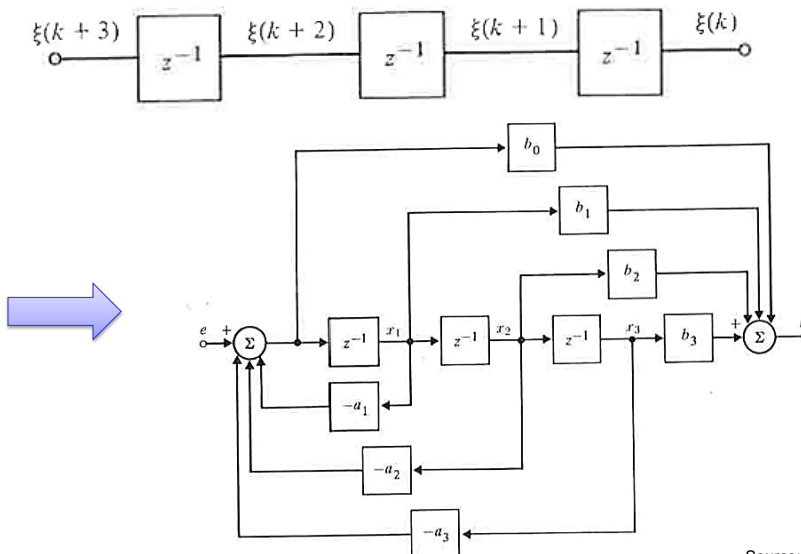 ξ(k + 3) z⁻¹ ξ(k + 2) z⁻¹ ξ(k + 1) z⁻¹ ξ(k)
b₀
b₁
b₂
e + Σ z⁻¹ x₁ z⁻¹ x₂ z⁻¹ x₃ b₃ + Σ
−a₁
−a₂
−a₃